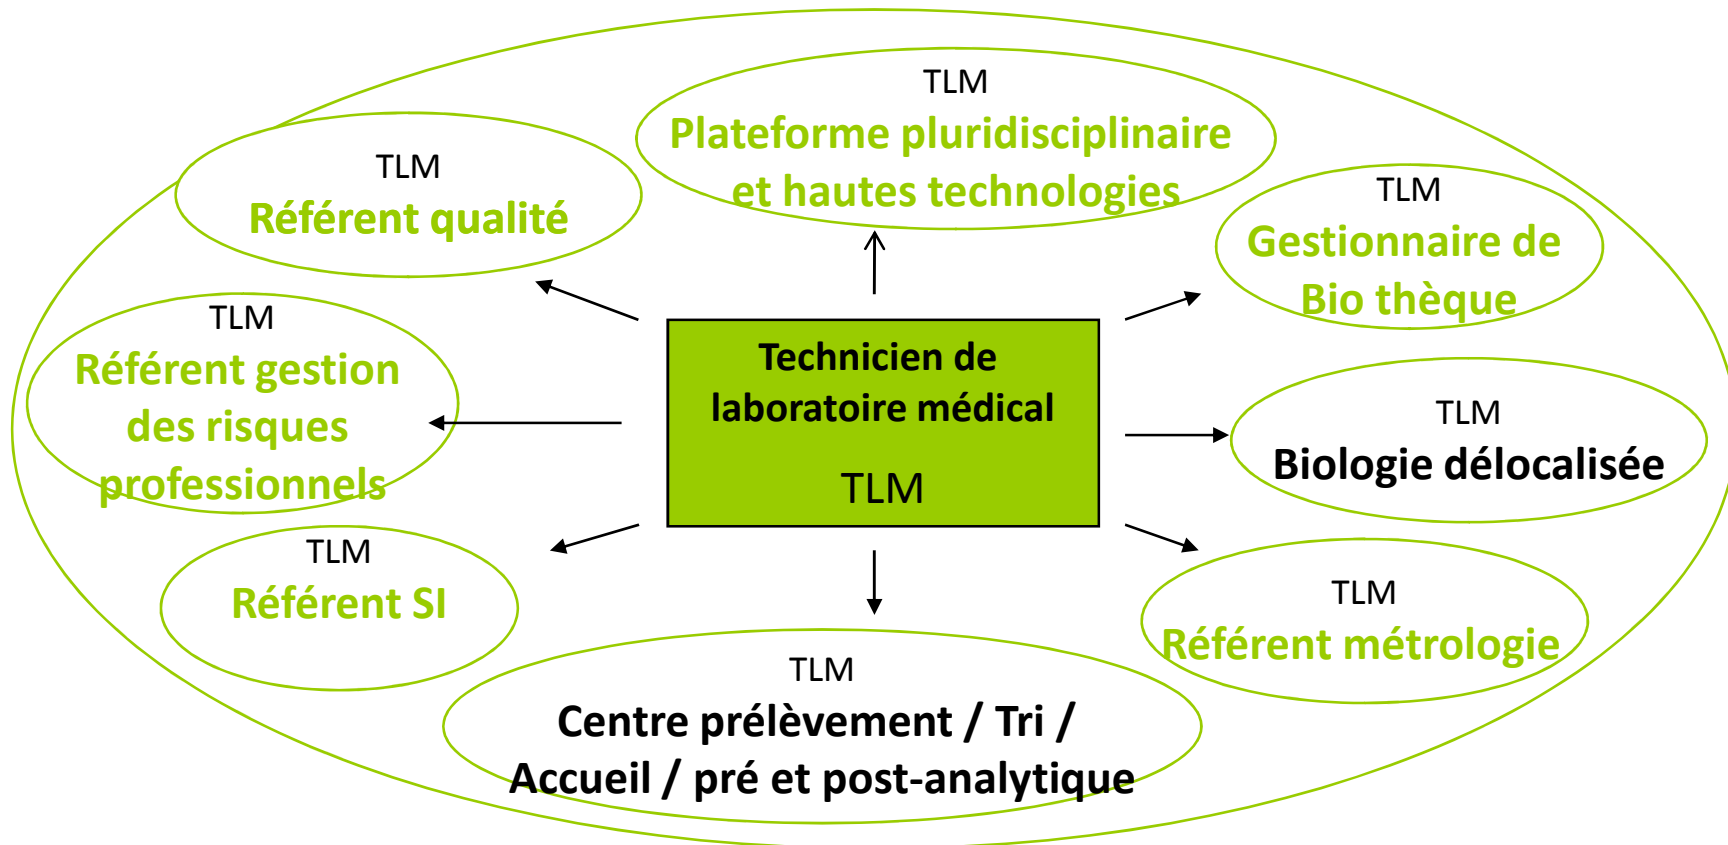 TLM
Plateforme pluridisciplinaire
et hautes technologies
TLM
Référent qualité
TLM
Gestionnaire de
Bio thèque
TLM
Référent gestion
des risques
professionnels
Technicien de
laboratoire médical
TLM
TLM
Biologie délocalisée
TLM
Référent SI
TLM
Référent métrologie
TLM
Centre prélèvement / Tri /
Accueil / pré et post-analytique